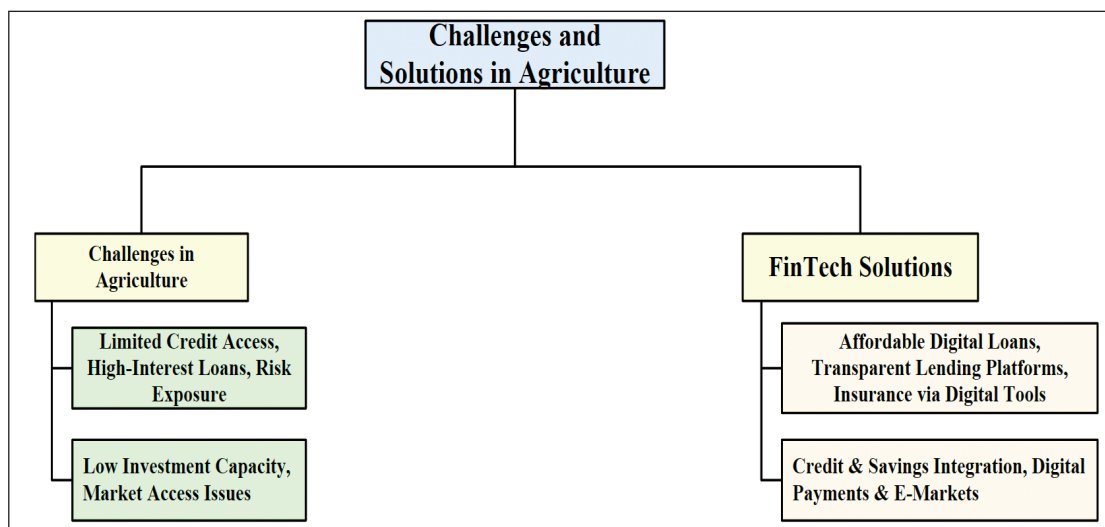 Challenges and
Solutions in Agriculture
Challenges in
Agriculture
FinTech Solutions
Limited Credit Access,
High-Interest Loans, Risk
Exposure
Affordable Digital Loans,
Transparent Lending Platforms,
Insurance via Digital Tools
Low Investment Capacity,
Market Access Issues
Credit & Savings Integration, Digital
Payments & E-Markets